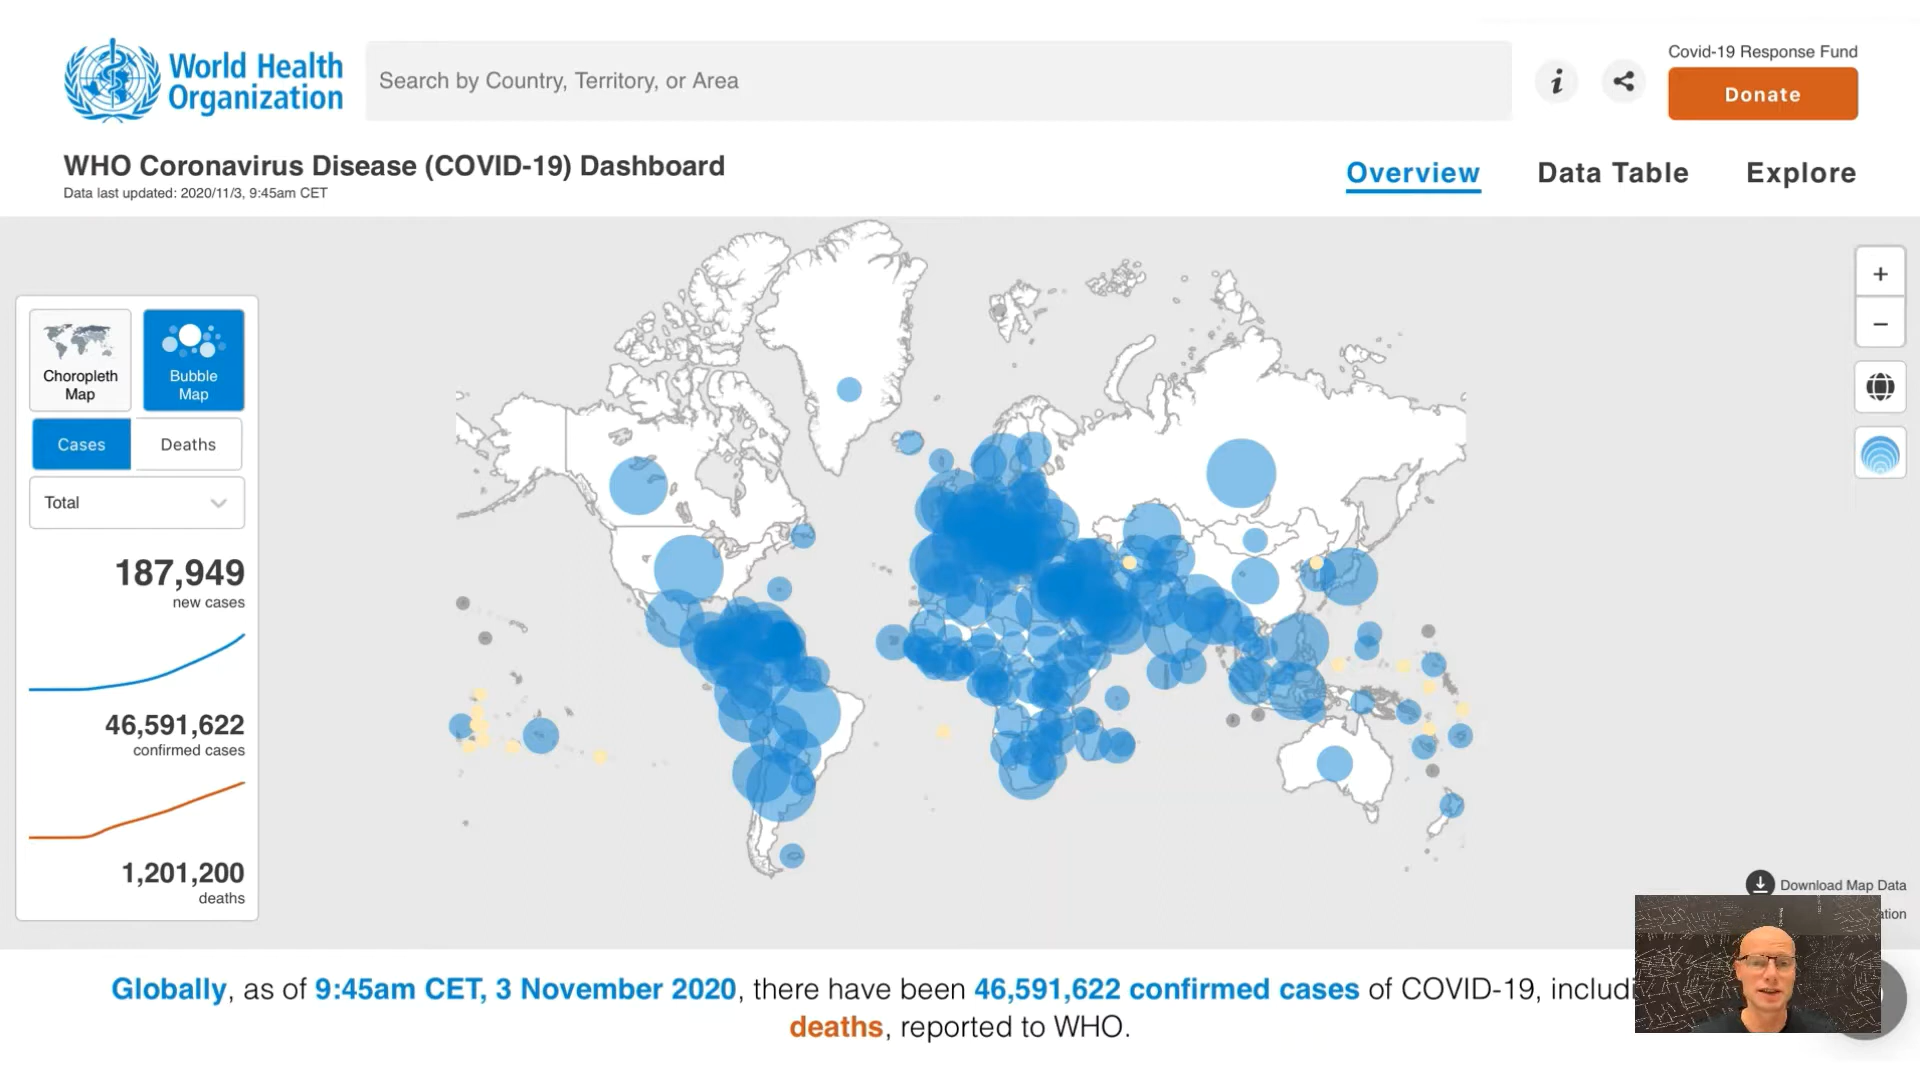 World Health
Organization
Search by Country, Territory, or Area
i
Covid-19 Response Fund
Donate
WHO Coronavirus Disease (COVID-19) Dashboard
Data last updated: 2020/11/3, 9:45am CET
Overview
Data Table
Explore
+
−
Choropleth
Map
Bubble
Map
Cases
Deaths
Total
187,949
new cases
46,591,622
confirmed cases
1,201,200
deaths
Download Map Data
Globally, as of 9:45am CET, 3 November 2020, there have been 46,591,622 confirmed cases of COVID-19,
deaths, reported to WHO.